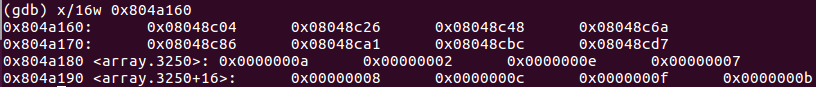 (gdb) x/16w 0x804a160
0x804a160: 0x08048c04 0x08048c26 0x08048c48 0x08048c6a
0x804a170: 0x08048c86 0x08048ca1 0x08048cbc 0x08048cd7
0x804a180 <array.3250>: 0x0000000a 0x00000002 0x0000000e 0x00000007
0x804a190 <array.3250+16>: 0x00000008 0x0000000c 0x0000000f 0x0000000b